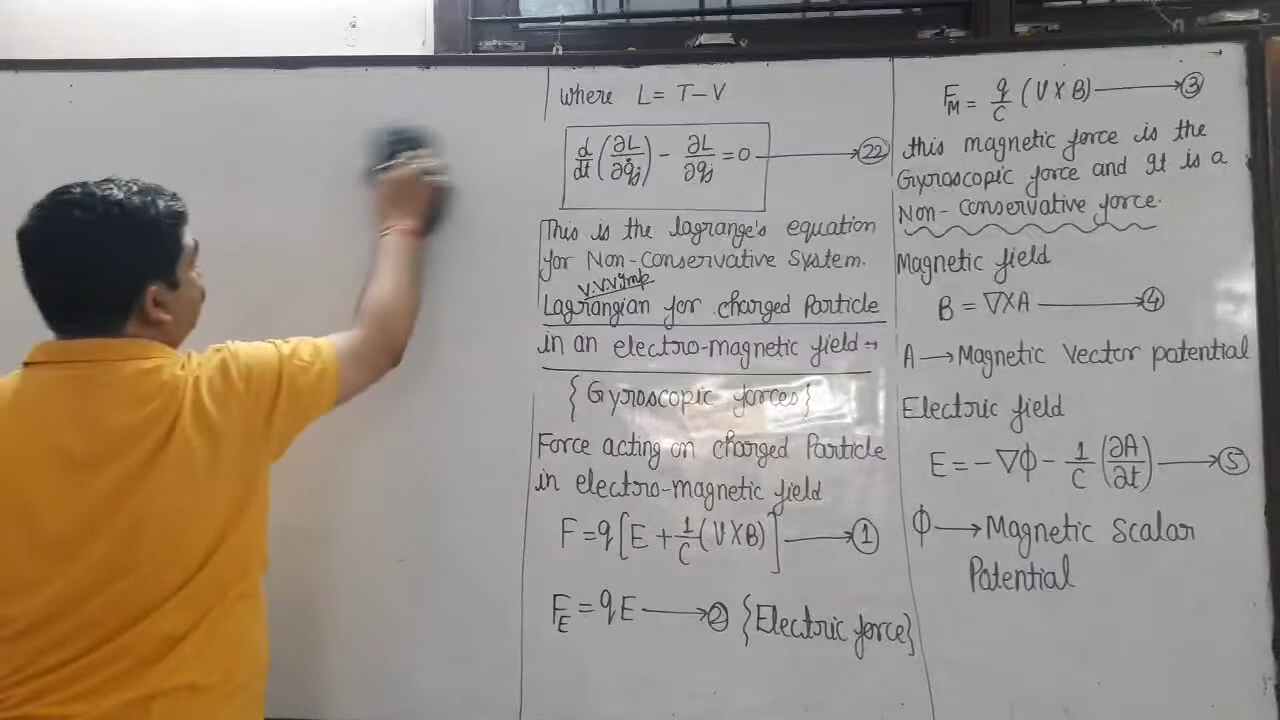 where L = T-V
d/dt (∂L/∂q̇j) - ∂L/∂qj = 0 → (22)
This is the lagrange's equation
for Non-Conservative System.
V.V.V.Imp
Lagrangian for charged Particle
in an electro-magnetic field →
{Gyroscopic forces}
Force acting on charged Particle
in electro-magnetic field
F = q[E + 1/C (V×B)] → (1)
F_E = qE → (2) {Electric force}
F_M = q/C (V×B) → (3)
this magnetic force is the
Gyroscopic force and It is a
Non-Conservative force.
Magnetic field
B = ∇×A → (4)
A → Magnetic Vector potential
Electric field
E = -∇Φ - 1/C (∂A/∂t) → (5)
Φ → Magnetic Scalar
Potential